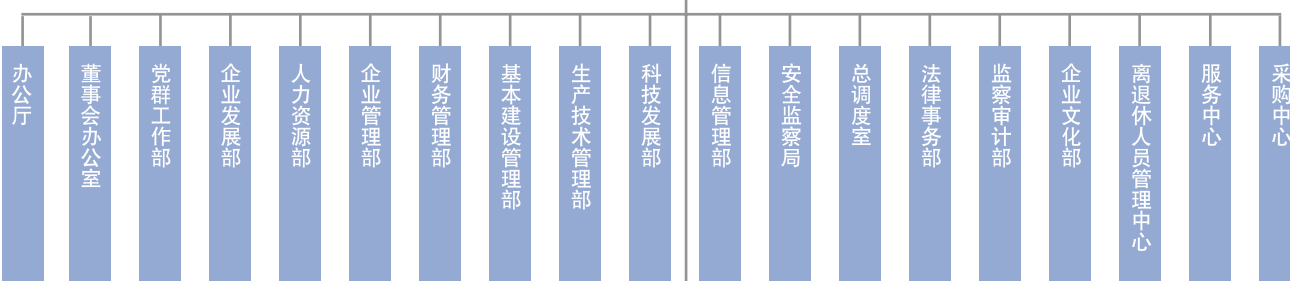 办公厅
董事会办公室
党群工作部
企业发展部
人力资源部
企业管理部
财务管理部
基本建设管理部
生产技术管理部
科技发展部
信息管理部
安全监察局
总调度室
法律事务部
监察审计部
企业文化部
离退休人员管理中心
服务中心
采购中心